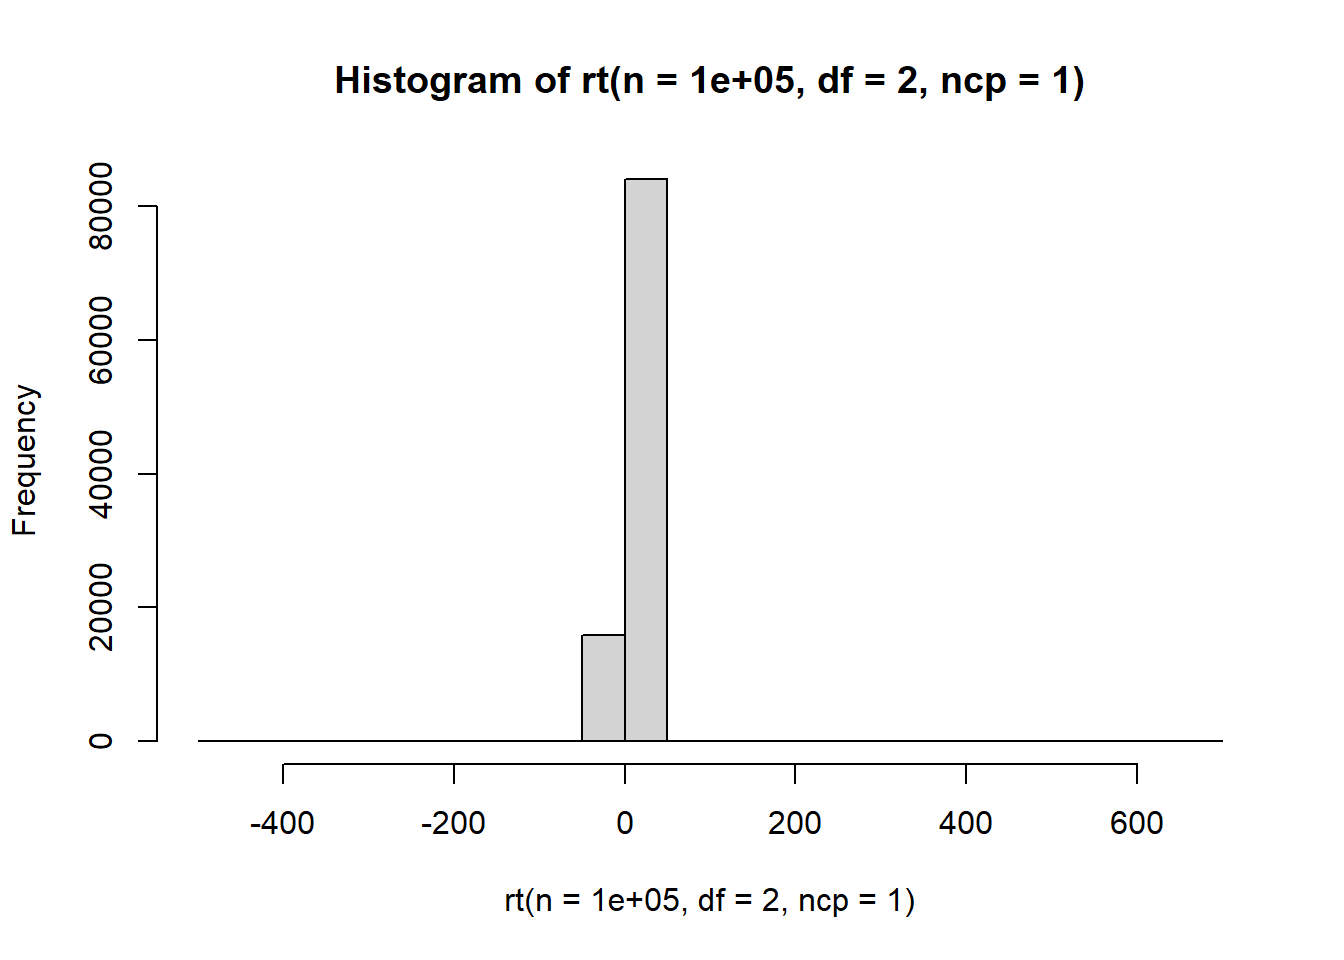 Histogram of rt(n = 1e+05, df = 2, ncp = 1)
Frequency
80000
60000
40000
20000
0
-400 -200 0 200 400 600
rt(n = 1e+05, df = 2, ncp = 1)